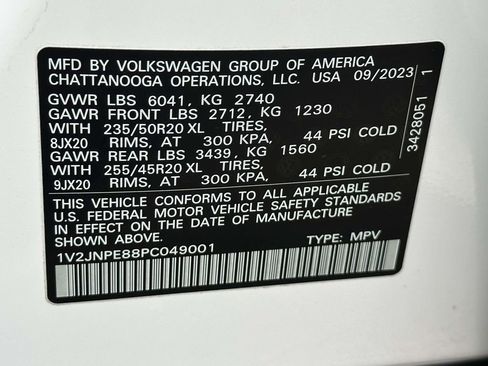 MFD BY VOLKSWAGEN GROUP OF AMERICA
CHATTANOOGA OPERATIONS, LLC. USA 09/2023
GVWR LBS 6041, KG 2740
GAWR FRONT LBS 2712, KG 1230
WITH 235/50R20 XL TIRES,
8JX20 RIMS, AT 300 KPA, 44 PSI COLD
GAWR REAR LBS 3439, KG 1560
WITH 255/45R20 XL TIRES,
9JX20 RIMS, AT 300 KPA, 44 PSI COLD
THIS VEHICLE CONFORMS TO ALL APPLICABLE
U.S. FEDERAL MOTOR VEHICLE SAFETY STANDARDS
IN EFFECT ON THE DATE OF MANUFACTURE
SHOWN ABOVE.
1V2JNPE88PC049001 TYPE: MPV
3428051 1